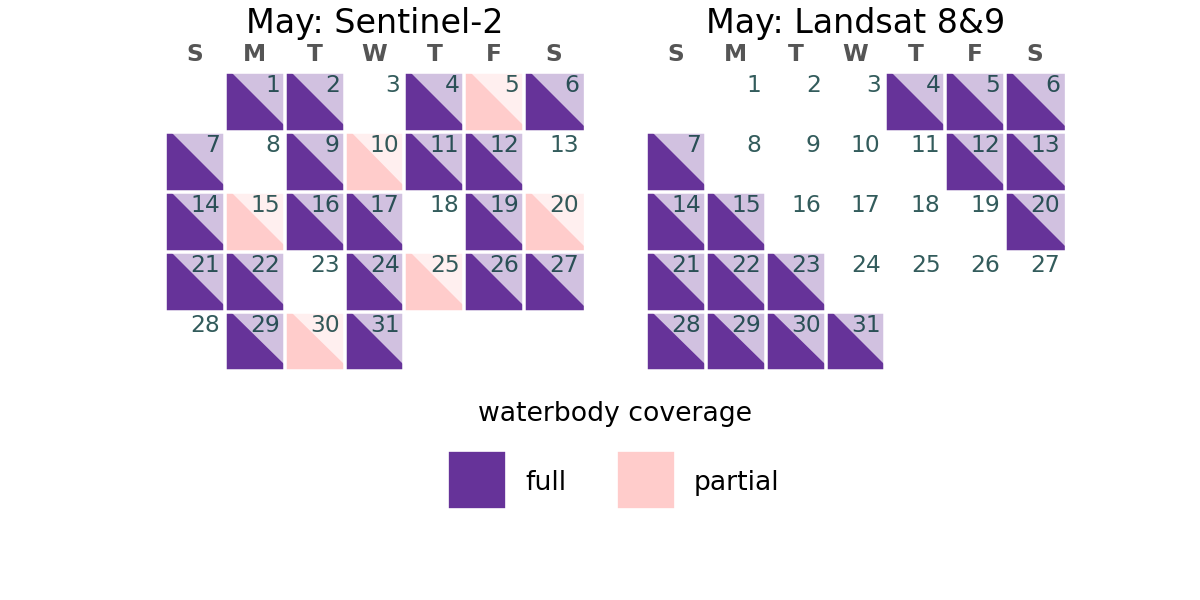 May: Sentinel-2
S M T W T F S
1 2 3 4 5 6
7 8 9 10 11 12 13
14 15 16 17 18 19 20
21 22 23 24 25 26 27
28 29 30 31
May: Landsat 8&9
S M T W T F S
1 2 3 4 5 6
7 8 9 10 11 12 13
14 15 16 17 18 19 20
21 22 23 24 25 26 27
28 29 30 31
waterbody coverage
full partial